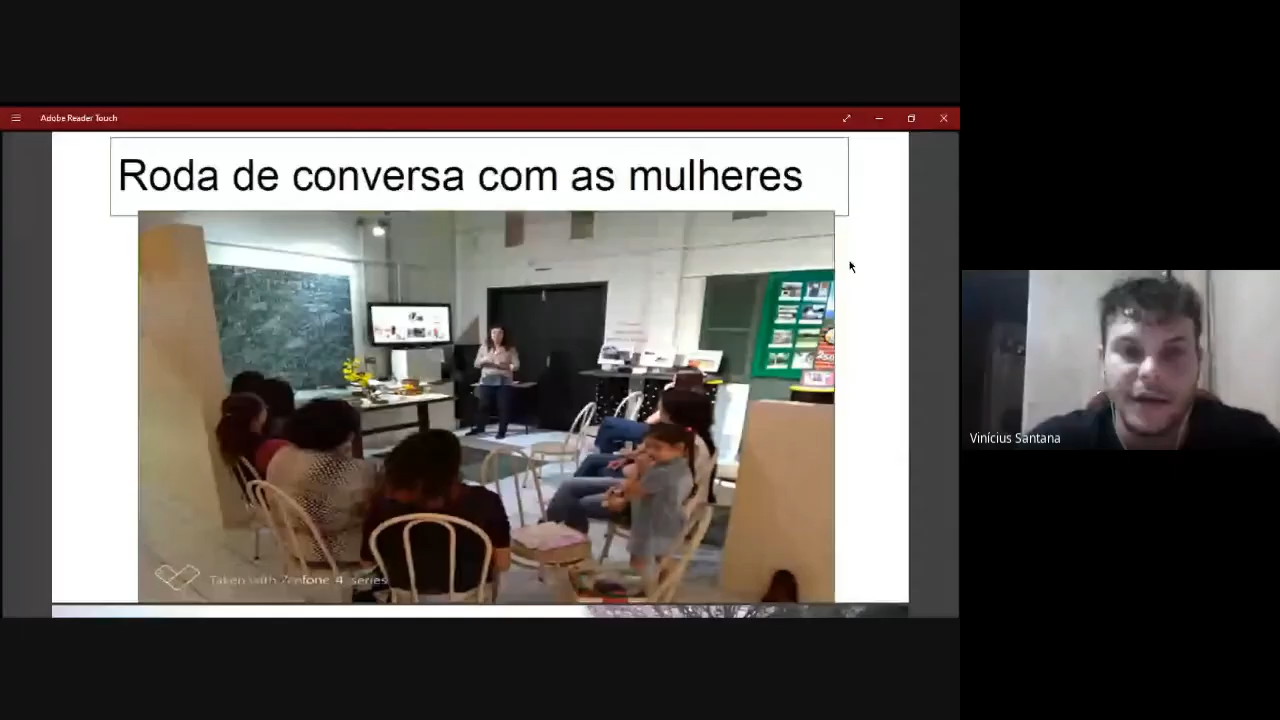 Adobe Reader Touch
Roda de conversa com as mulheres
Taken with Zenfone 4 series
Vinícius Santana